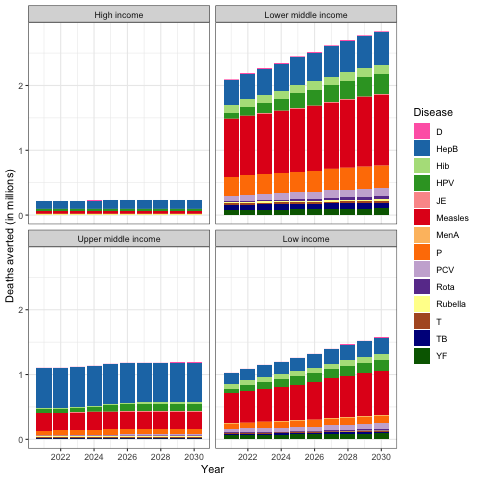 High income
Lower middle income
2
1
0
Upper middle income
Low income
2
1
0
2022
2024
2026
2028
2030
2022
2024
2026
2028
2030
Year
Deaths averted (in millions)
Disease
D
HepB
Hib
HPV
JE
Measles
MenA
P
PCV
Rota
Rubella
T
TB
YF